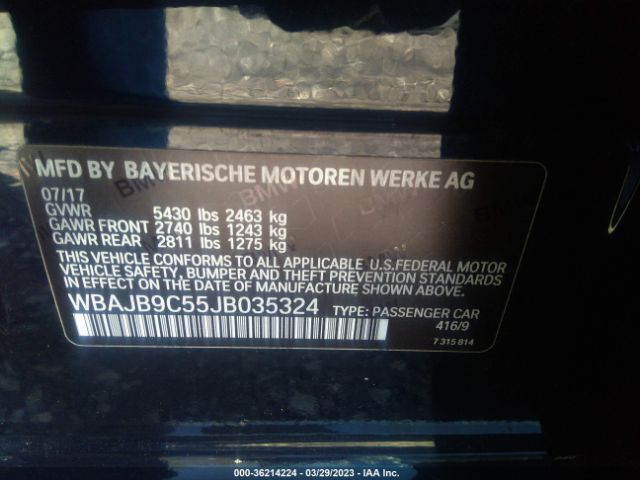 MFD BY BAYERISCHE MOTOREN WERKE AG
07/17
GVWR 5430 lbs 2463 kg
GAWR FRONT 2740 lbs 1243 kg
GAWR REAR 2811 lbs 1275 kg
THIS VEHICLE CONFORMS TO ALL APPLICABLE U.S.FEDERAL MOTOR
VEHICLE SAFETY, BUMPER AND THEFT PREVENTION STANDARDS
IN EFFECT ON THE DATE OF MANUFACTURE SHOWN ABOVE.
WBAJB9C55JB035324 TYPE: PASSENGER CAR
416/9
7 315 814
000-36214224 - 03/29/2023 - IAA Inc.